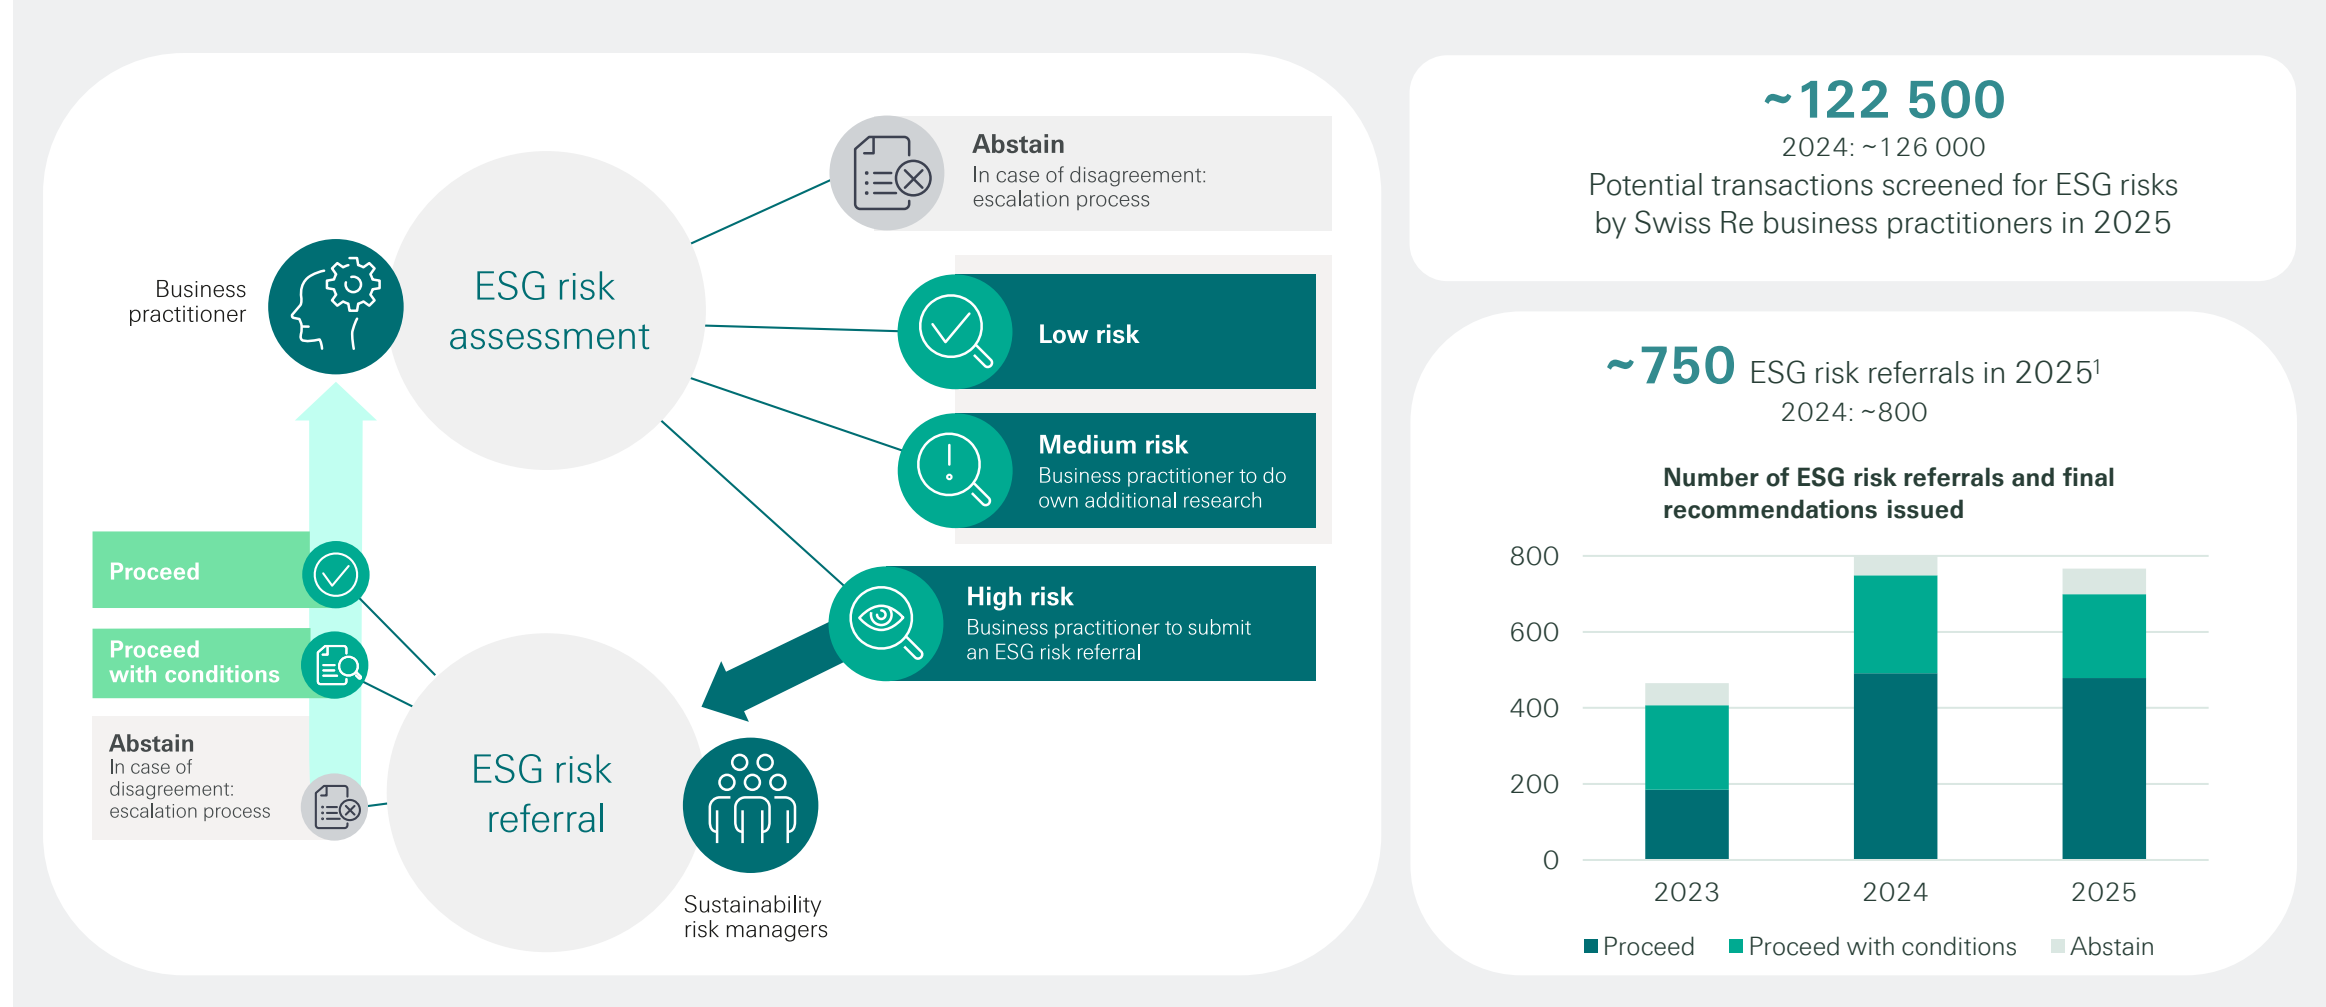 Business
practitioner
ESG risk
assessment
Abstain
In case of disagreement:
escalation process
Low risk
Medium risk
Business practitioner to do
own additional research
High risk
Business practitioner to submit
an ESG risk referral
Proceed
Proceed
with conditions
Abstain
In case of
disagreement:
escalation process
ESG risk
referral
Sustainability
risk managers
~122 500
2024: ~126 000
Potential transactions screened for ESG risks
by Swiss Re business practitioners in 2025
~750 ESG risk referrals in 2025¹
2024: ~800
Number of ESG risk referrals and final
recommendations issued
800
600
400
200
0
2023 2024 2025
Proceed Proceed with conditions Abstain